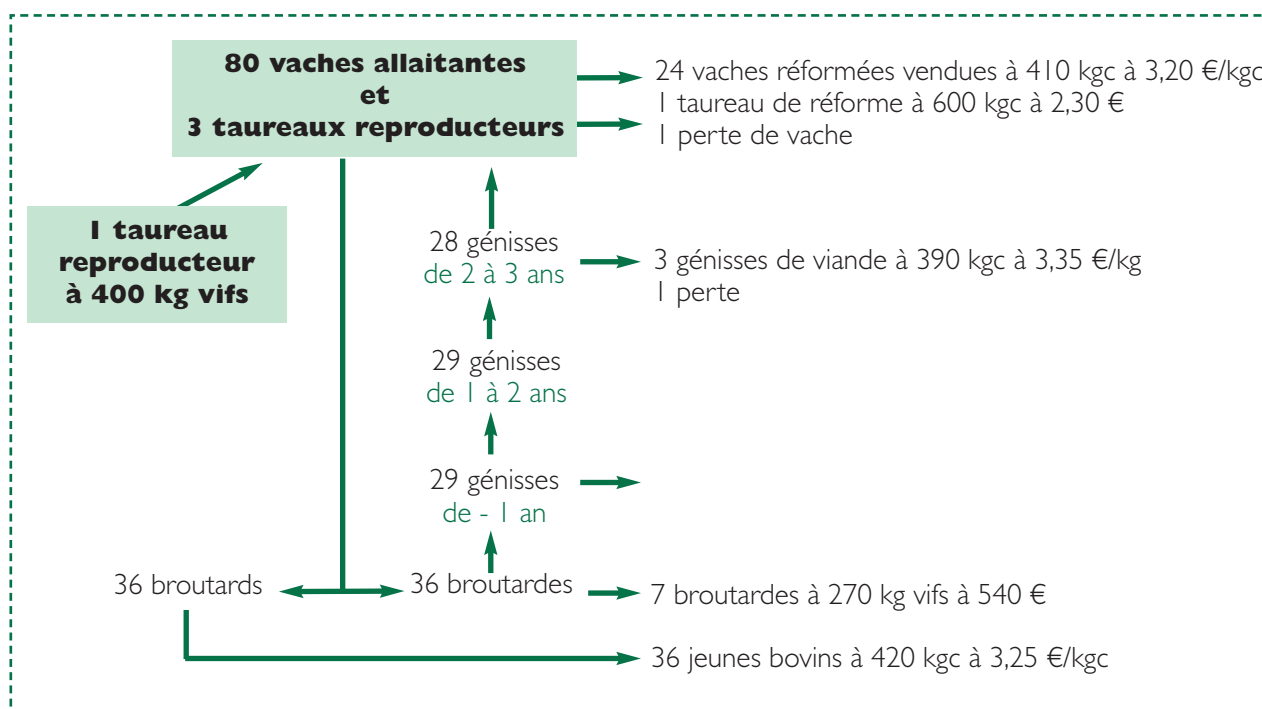 80 vaches allaitantes
et
3 taureaux reproducteurs
24 vaches réformées vendues à 410 kgc à 3,20 €/kgc
1 taureau de réforme à 600 kgc à 2,30 €
1 perte de vache
1 taureau
reproducteur
à 400 kg vifs
28 génisses
de 2 à 3 ans
3 génisses de viande à 390 kgc à 3,35 €/kg
1 perte
29 génisses
de 1 à 2 ans
29 génisses
de - 1 an
36 broutards
36 broutardes
7 broutardes à 270 kg vifs à 540 €
36 jeunes bovins à 420 kgc à 3,25 €/kgc